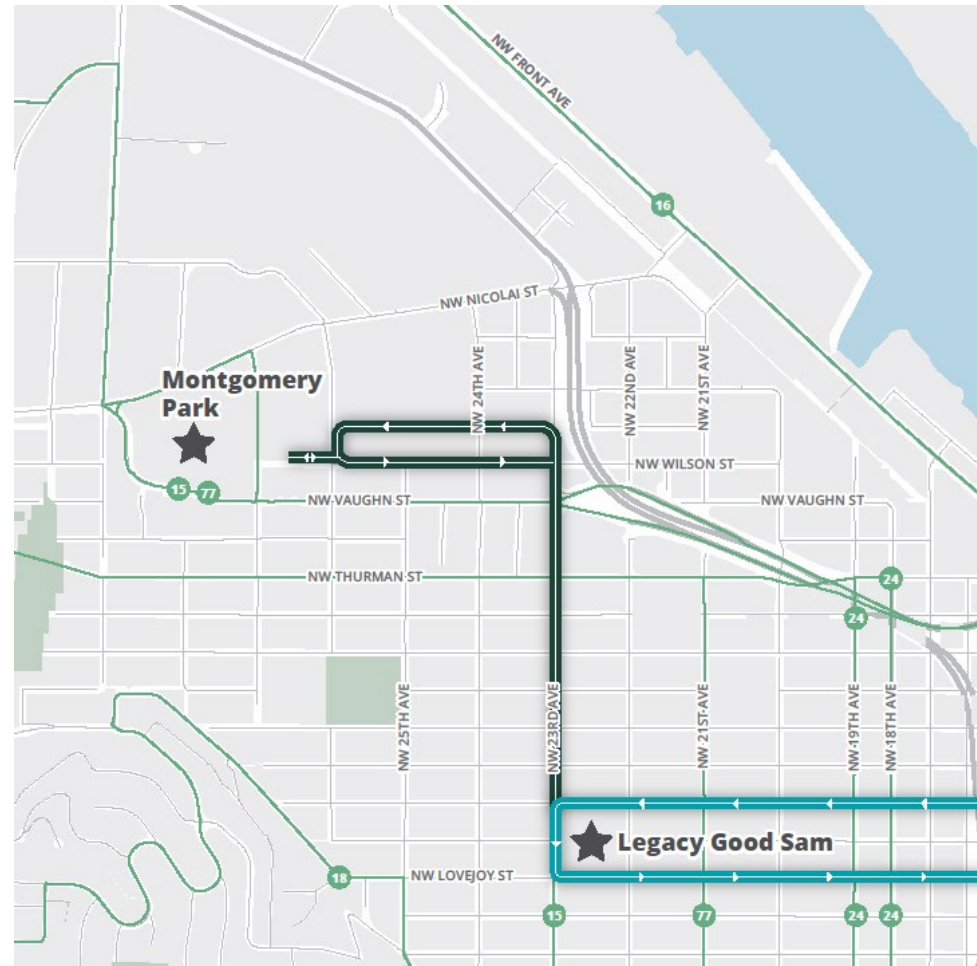 NW FRONT AVE
16
NW NICOLAI ST
NW 24TH AVE
NW 22ND AVE
NW 21ST AVE
Montgomery
Park
NW WILSON ST
15
77
NW VAUGHN ST
NW VAUGHN ST
NW THURMAN ST
24
24
NW 25TH AVE
NW 23RD AVE
NW 21ST AVE
NW 19TH AVE
NW 18TH AVE
Legacy Good Sam
18
NW LOVEJOY ST
15
77
24
24